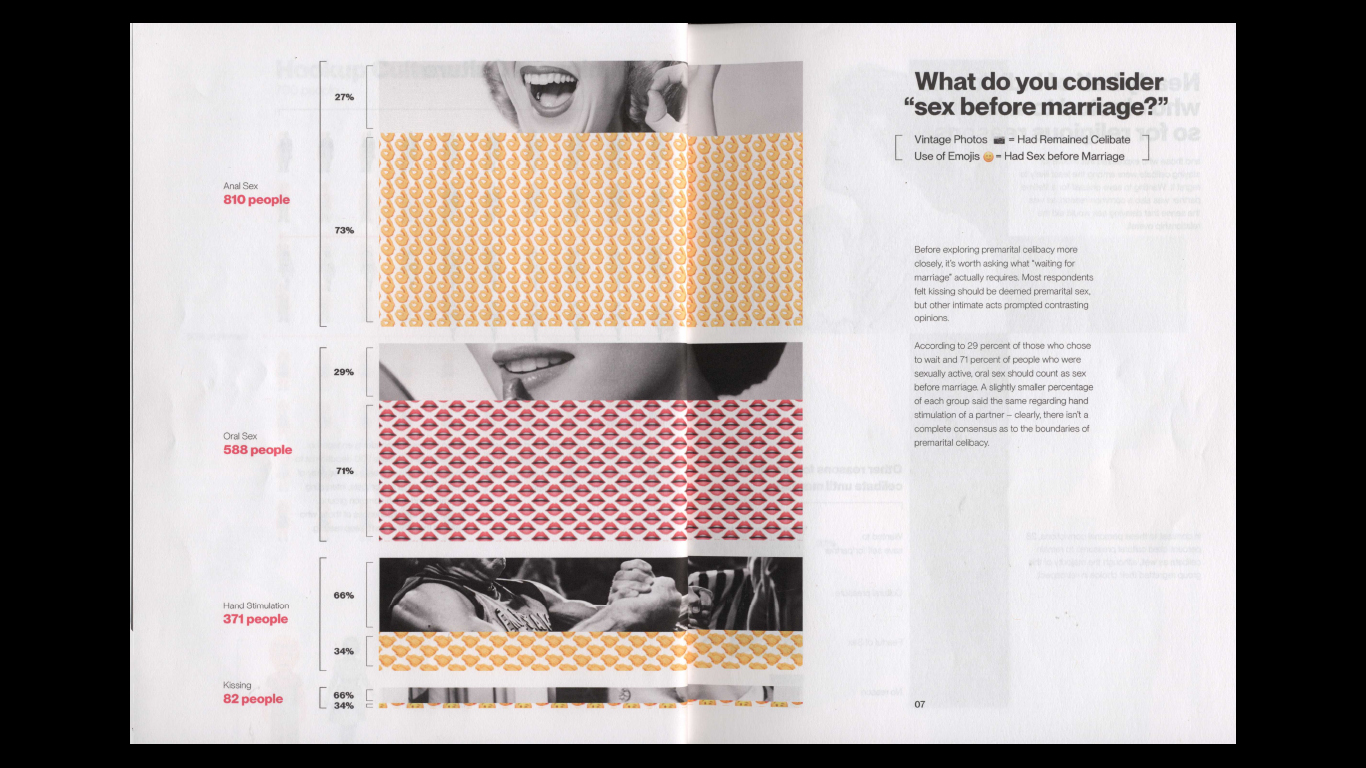 What do you consider
“sex before marriage?”
Vintage Photos = Had Remained Celibate
Use of Emojis = Had Sex before Marriage
Before exploring premarital celibacy more
closely, it's worth asking what “waiting for
marriage” actually requires. Most respondents
felt kissing should be deemed premarital sex,
but other intimate acts prompted contrasting
opinions.
According to 29 percent of those who chose
to wait and 71 percent of people who were
sexually active, oral sex should count as sex
before marriage. A slightly smaller percentage
of each group said the same regarding hand
stimulation of a partner – clearly, there isn't a
complete consensus as to the boundaries of
premarital celibacy.
Anal Sex
810 people
27%
73%
Oral Sex
588 people
29%
71%
Hand Stimulation
371 people
66%
34%
Kissing
82 people
66%
34%
07